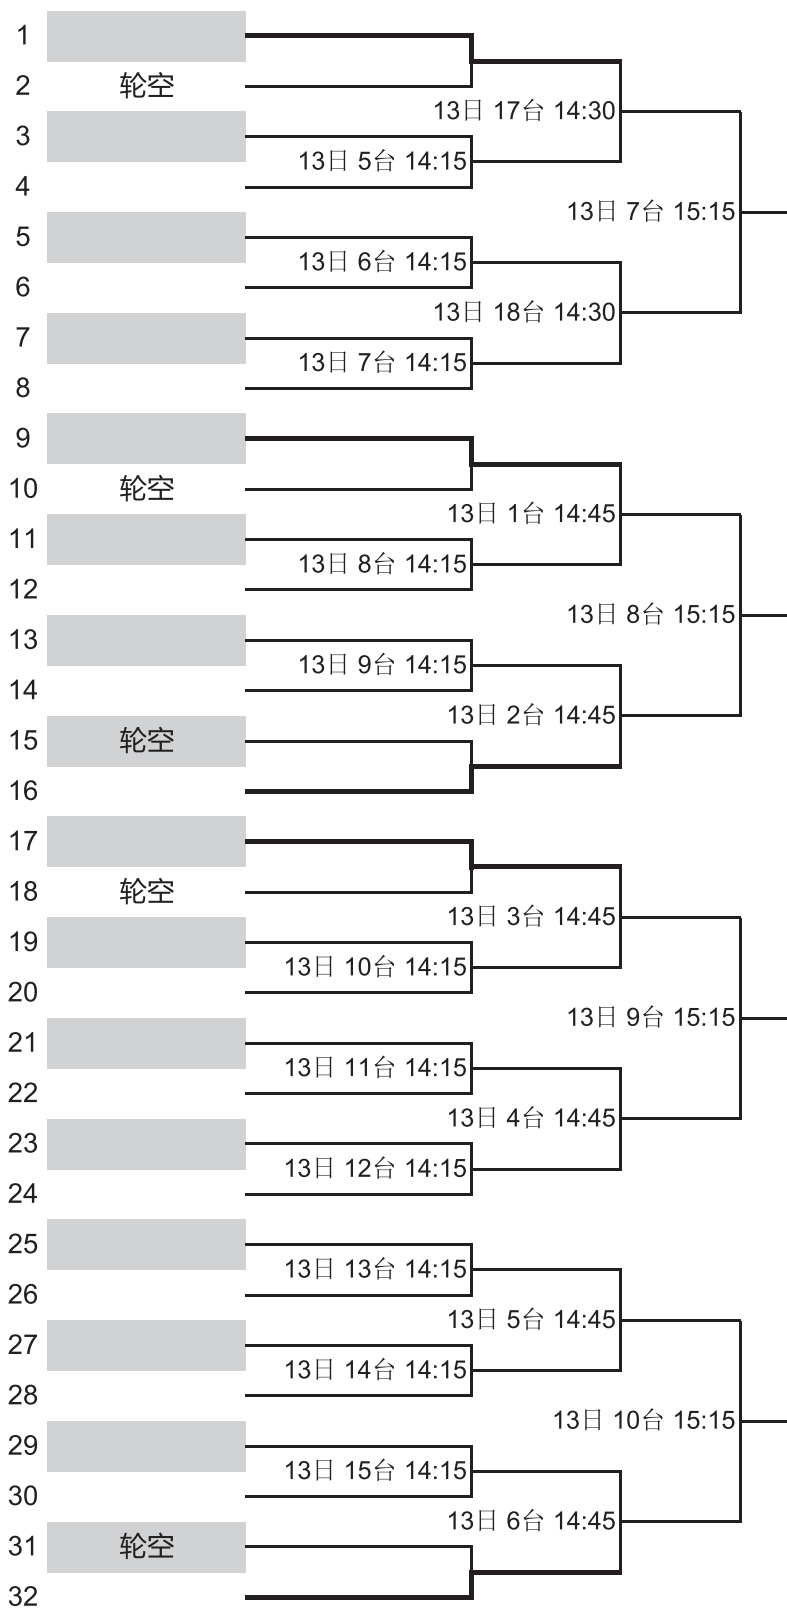 1
2 轮空
13日 17台 14:30
3
13日 5台 14:15
4
13日 7台 15:15
5
13日 6台 14:15
6
13日 18台 14:30
7
13日 7台 14:15
8
9
10 轮空
13日 1台 14:45
11
13日 8台 14:15
12
13日 8台 15:15
13
13日 9台 14:15
14
13日 2台 14:45
15 轮空
16
17
18 轮空
13日 3台 14:45
19
13日 10台 14:15
20
13日 9台 15:15
21
13日 11台 14:15
22
13日 4台 14:45
23
13日 12台 14:15
24
25
13日 13台 14:15
26
13日 5台 14:45
27
13日 14台 14:15
28
13日 10台 15:15
29
13日 15台 14:15
30
13日 6台 14:45
31 轮空
32